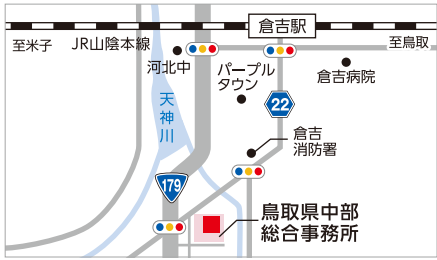 倉吉駅
至米子
JR山陰本線
至鳥取
河北中
パープル
タウン
倉吉病院
天神川
22
倉吉
消防署
179
鳥取県中部
総合事務所